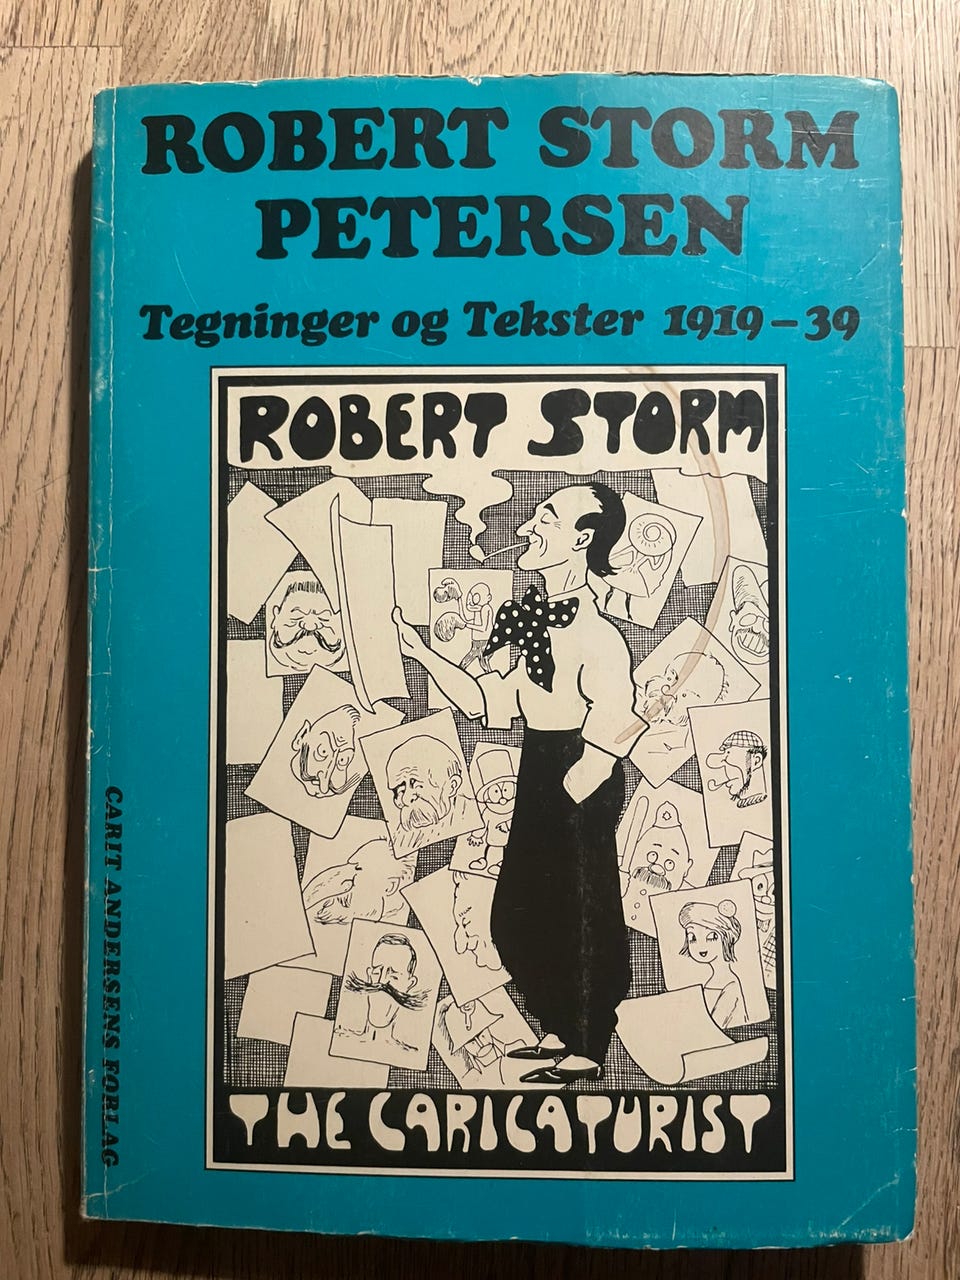 ROBERT STORM
PETERSEN
Tegninger og Tekster 1919–39
ROBERT STORM
THE CARICATURIST
CARIT ANDERSENS FORLAG